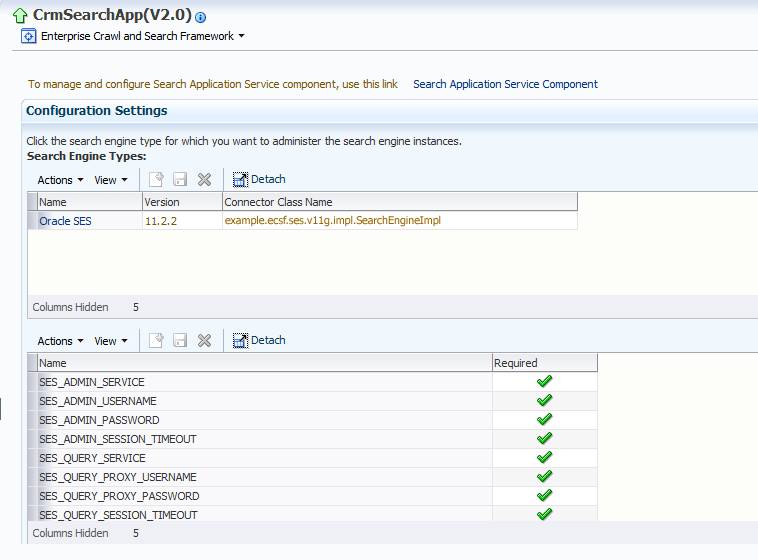 CrmSearchApp(V2.0)
Enterprise Crawl and Search Framework
To manage and configure Search Application Service component, use this link Search Application Service Component
Configuration Settings
Click the search engine type for which you want to administer the search engine instances.
Search Engine Types:
Actions View Detach
Name Version Connector Class Name
Oracle SES 11.2.2 example.ecsf.ses.v11g.impl.SearchEngineImpl
Columns Hidden 5
Actions View Detach
Name Required
SES_ADMIN_SERVICE
SES_ADMIN_USERNAME
SES_ADMIN_PASSWORD
SES_ADMIN_SESSION_TIMEOUT
SES_QUERY_SERVICE
SES_QUERY_PROXY_USERNAME
SES_QUERY_PROXY_PASSWORD
SES_QUERY_SESSION_TIMEOUT
Columns Hidden 5